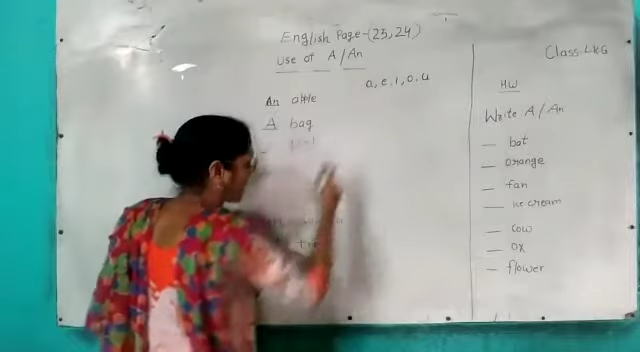 English Page-(23,24)
Use of A/An
a, e, i, o, u
An apple
A bag
Class-LKG
HW
Write A/An
bat
orange
fan
ice cream
cow
ox
flower